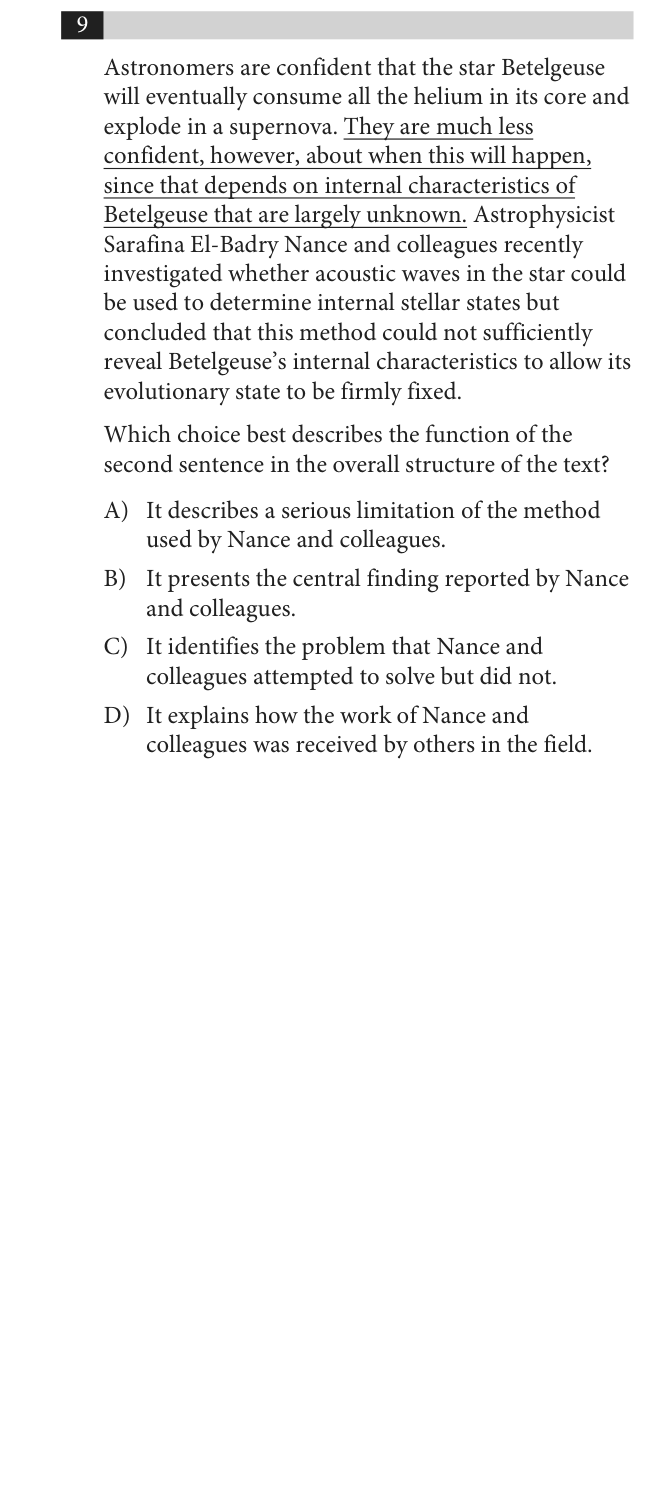 9
Astronomers are confident that the star Betelgeuse
will eventually consume all the helium in its core and
explode in a supernova. They are much less
confident, however, about when this will happen,
since that depends on internal characteristics of
Betelgeuse that are largely unknown. Astrophysicist
Sarafina El-Badry Nance and colleagues recently
investigated whether acoustic waves in the star could
be used to determine internal stellar states but
concluded that this method could not sufficiently
reveal Betelgeuse’s internal characteristics to allow its
evolutionary state to be firmly fixed.
Which choice best describes the function of the
second sentence in the overall structure of the text?
A) It describes a serious limitation of the method
used by Nance and colleagues.
B) It presents the central finding reported by Nance
and colleagues.
C) It identifies the problem that Nance and
colleagues attempted to solve but did not.
D) It explains how the work of Nance and
colleagues was received by others in the field.